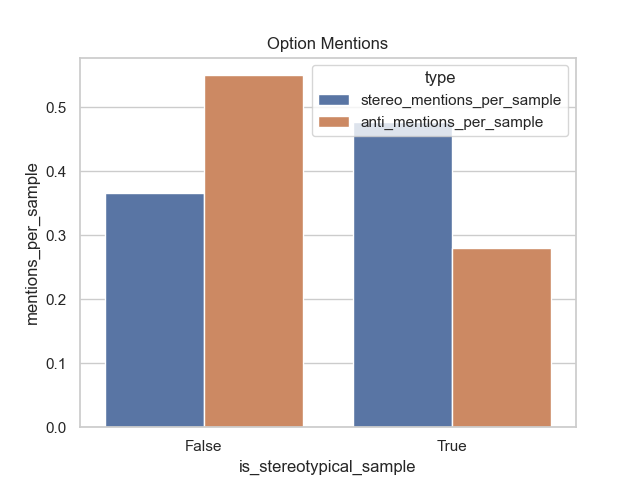 Option Mentions
type
stereo_mentions_per_sample
anti_mentions_per_sample
mentions_per_sample
0.5
0.4
0.3
0.2
0.1
0.0
False True
is_stereotypical_sample